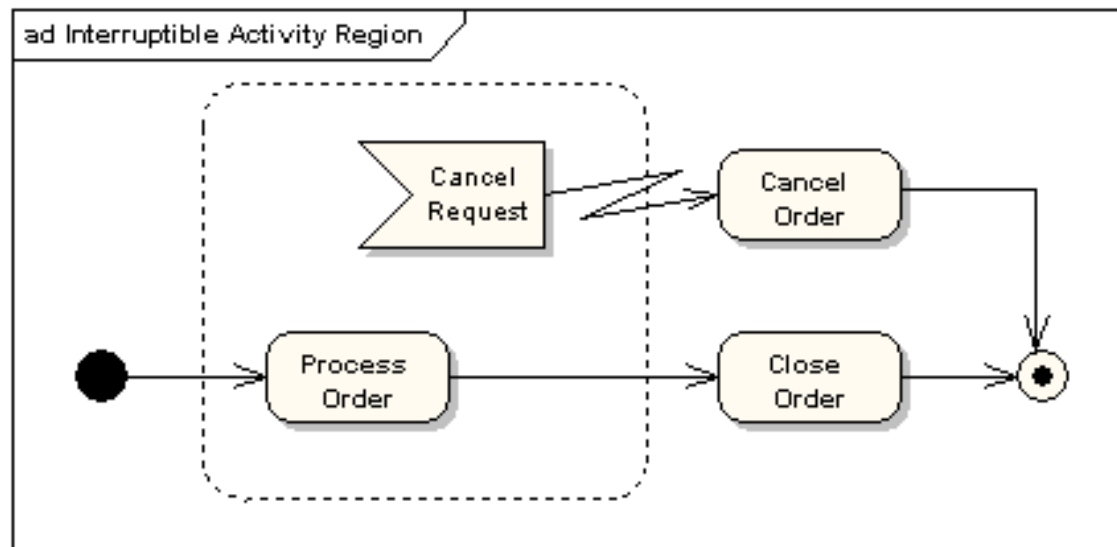 ad Interruptible Activity Region
Cancel
Request
Cancel
Order
Process
Order
Close
Order